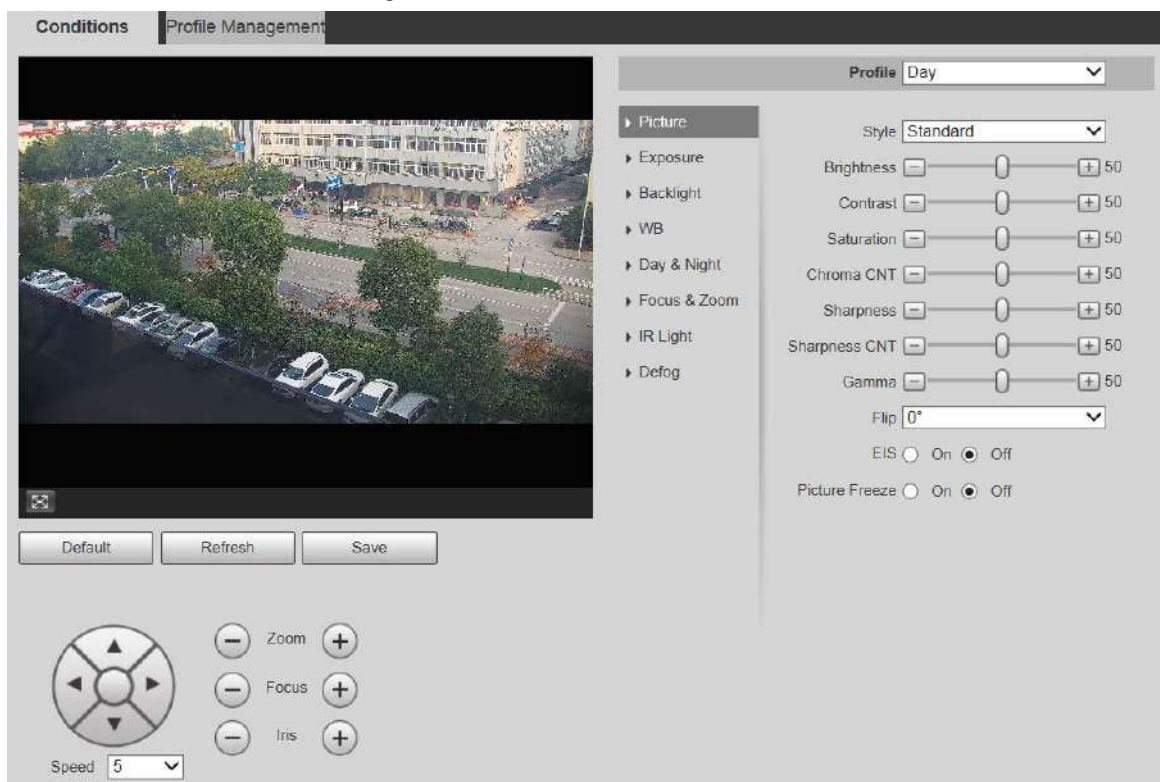 Conditions
Profile Management
Profile Day
Picture
Exposure
Backlight
WB
Day & Night
Focus & Zoom
IR Light
Defog
Style Standard
Brightness 50
Contrast 50
Saturation 50
Chroma CNT 50
Sharpness 50
Sharpness CNT 50
Gamma 50
Flip 0°
EIS On Off
Picture Freeze On Off
Default
Refresh
Save
Zoom
Focus
Iris
Speed 5